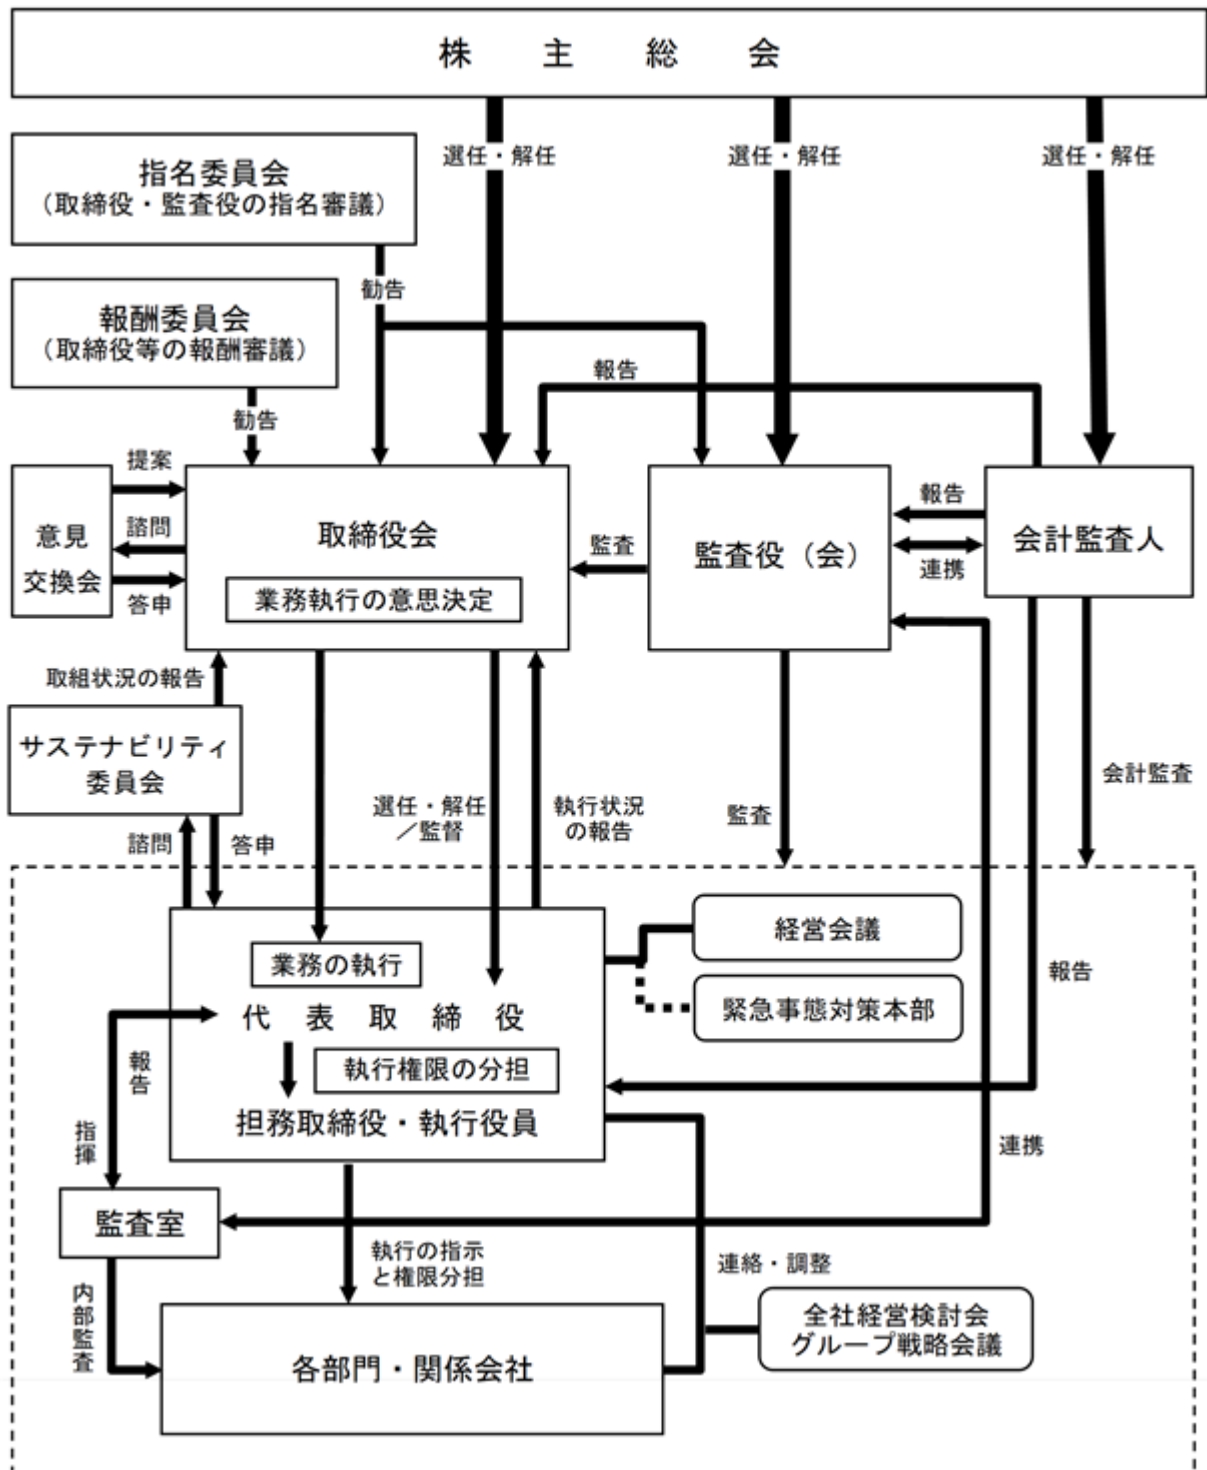 株主総会
選任・解任
選任・解任
選任・解任
指名委員会
（取締役・監査役の指名審議）
勧告
報酬委員会
（取締役等の報酬審議）
勧告
報告
提案
意見
交換会
諮問
答申
取締役会
業務執行の意思決定
監査
監査役（会）
報告
連携
会計監査人
取組状況の報告
サステナビリティ
委員会
諮問
答申
選任・解任
／監督
執行状況
の報告
監査
会計監査
業務の執行
代表取締役
執行権限の分担
担務取締役・執行役員
経営会議
緊急事態対策本部
報告
報告
指揮
連携
監査室
執行の指示
と権限分担
連絡・調整
内部監査
全社経営検討会
グループ戦略会議
各部門・関係会社